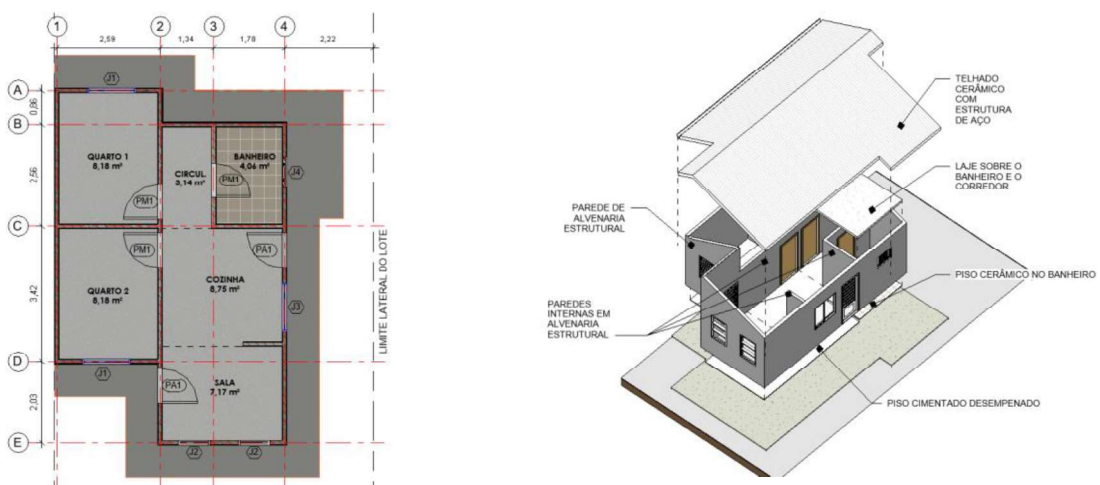 1
2
3
4
2,59
1,34
1,78
2,22
A
B
C
D
E
0,86
2,56
3,42
2,03
J1
QUARTO 1
8,18 m²
PM1
CIRCUL.
3,14 m²
BANHEIRO
4,06 m²
PM1
J4
PM1
PA1
QUARTO 2
8,18 m²
COZINHA
8,75 m²
J3
J1
PA1
SALA
7,17 m²
J2
J2
LIMITE LATERAL DO LOTE
TELHADO
CERÂMICO
COM
ESTRUTURA
DE AÇO
LAJE SOBRE O
BANHEIRO E O
CORREDOR
PAREDE DE
ALVENARIA
ESTRUTURAL
PISO CERÂMICO NO BANHEIRO
PAREDES
INTERNAS EM
ALVENARIA
ESTRUTURAL
PISO CIMENTADO DESEMPENADO